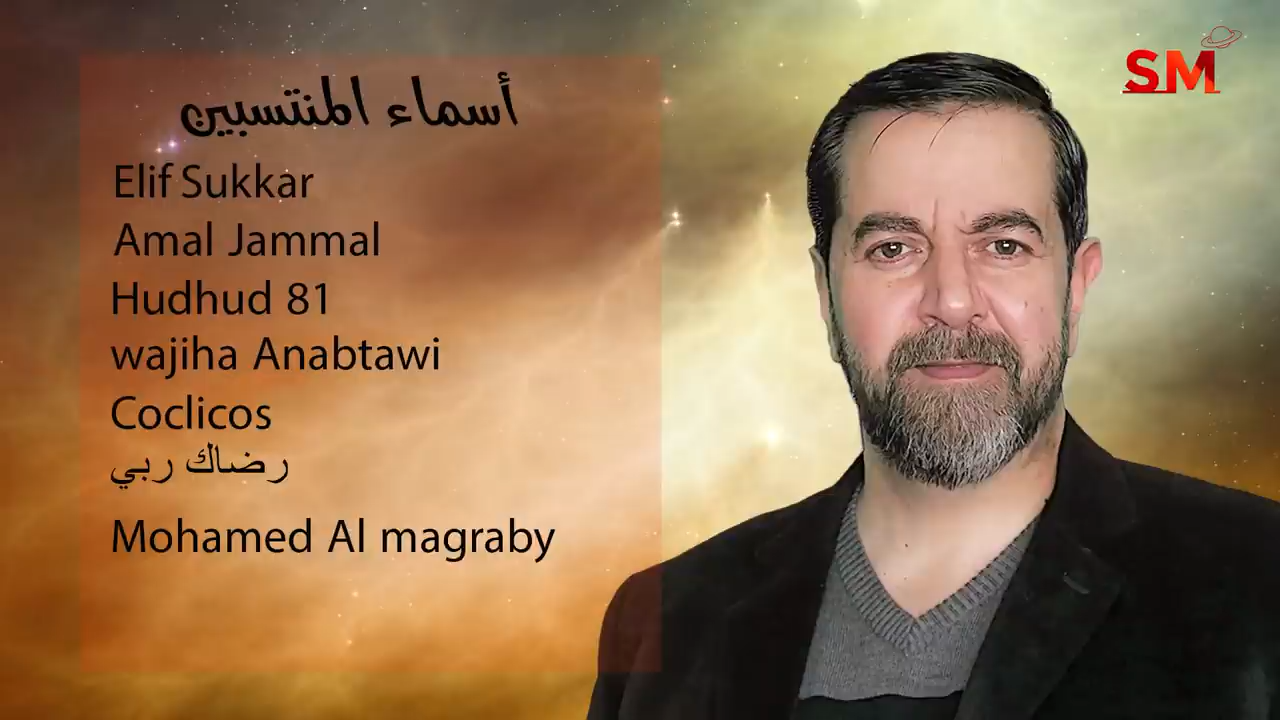 SM
أسماء المنتسبين
Elif Sukkar
Amal Jammal
Hudhud 81
wajiha Anabtawi
Coclicos
رضاك ربي
Mohamed Al magraby